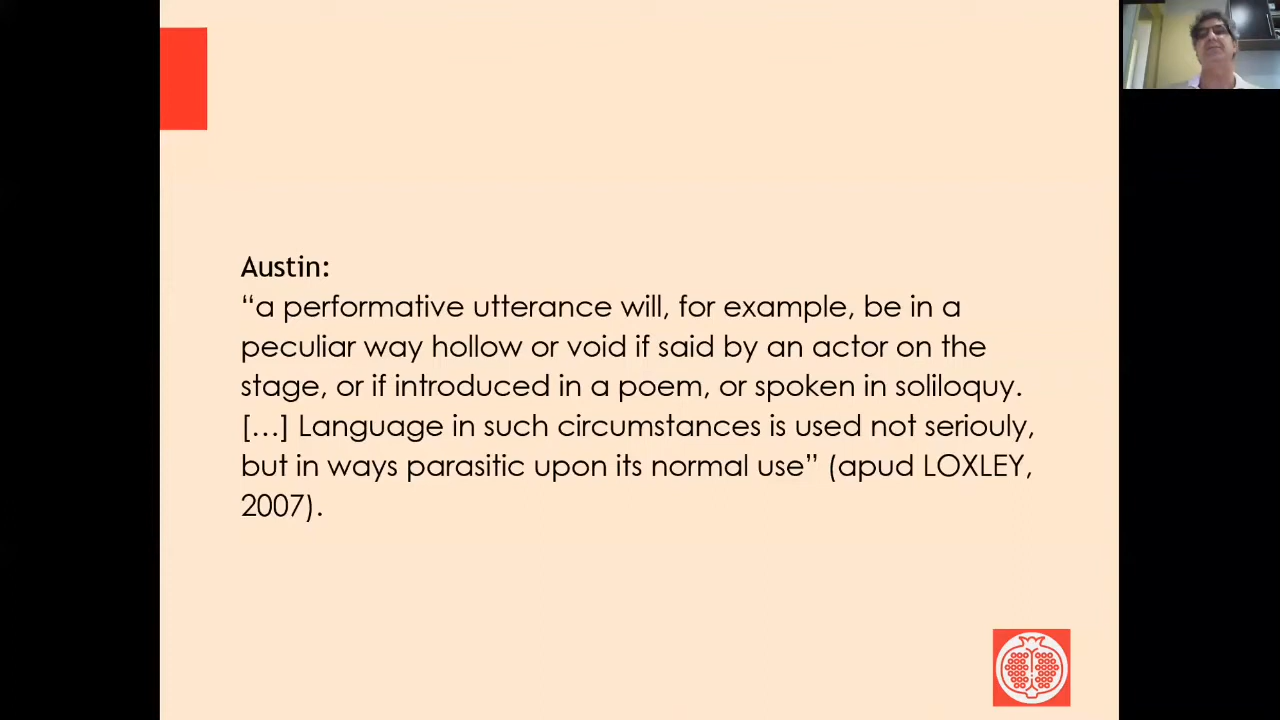 Austin:
“a performative utterance will, for example, be in a
peculiar way hollow or void if said by an actor on the
stage, or if introduced in a poem, or spoken in soliloquy.
[…] Language in such circumstances is used not seriouly,
but in ways parasitic upon its normal use” (apud LOXLEY,
2007).